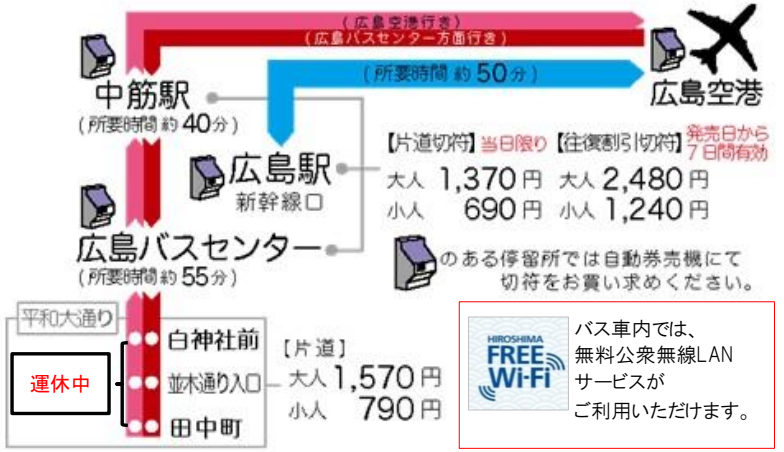 (広島空港行き)
(広島バスセンター方面行き)
(所要時間 約50分)
中筋駅
(所要時間 約40分)
広島空港
広島駅
新幹線口
【片道切符】当日限り
【往復割引切符】発売日から
7日間有効
大人 1,370円 大人 2,480円
小人 690円 小人 1,240円
広島バスセンター
(所要時間 約55分)
のある停留所では自動券売機にて
切符をお買い求めください。
平和大通り
白神社前
並木通り入口
田中町
運休中
【片道】
大人 1,570円
小人 790円
HIROSHIMA
FREE
Wi-Fi
バス車内では、
無料公衆無線LAN
サービスが
ご利用いただけます。